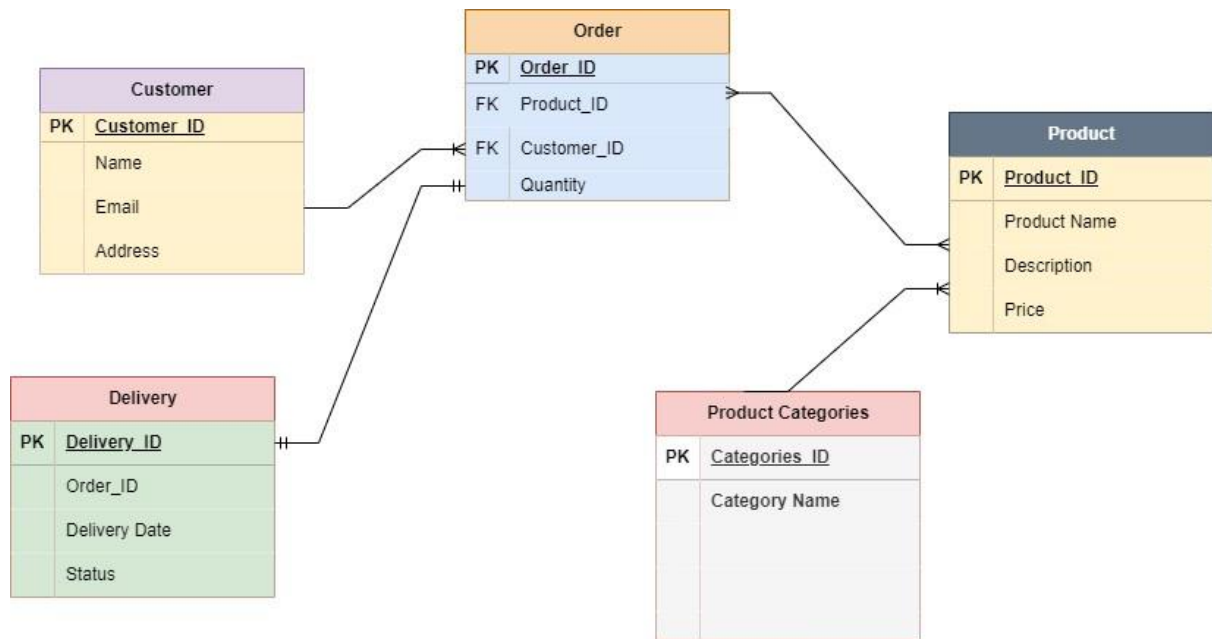 Order
PK Order_ID
FK Product_ID
FK Customer_ID
Quantity
Customer
PK Customer_ID
Name
Email
Address
Product
PK Product_ID
Product Name
Description
Price
Delivery
PK Delivery_ID
Order_ID
Delivery Date
Status
Product Categories
PK Categories_ID
Category Name